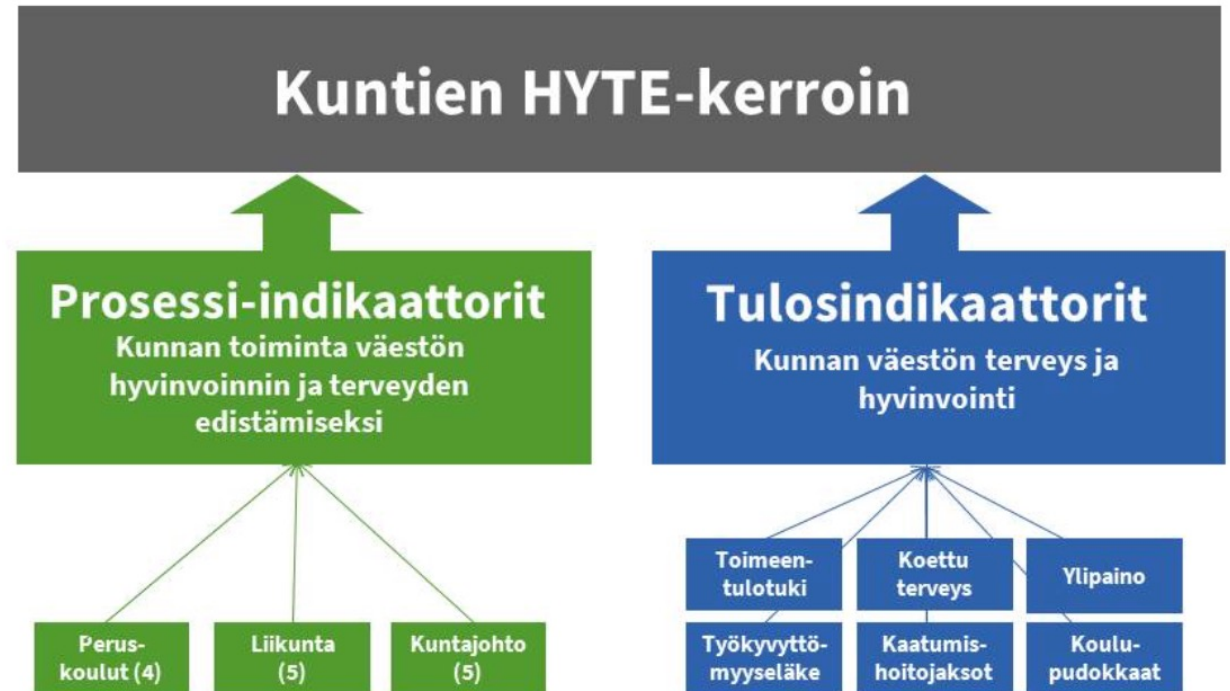 Kuntien HYTE-kerroin
Prosessi-indikaattorit
Kunnan toiminta väestön
hyvinvoinnin ja terveyden
edistämiseksi
Tulosindikaattorit
Kunnan väestön terveys ja
hyvinvointi
Perus-
koulut (4)
Liikunta
(5)
Kuntajohto
(5)
Toimeen-
tulotuki
Koettu
terveys
Ylipaino
Työkyvyttö-
myyseläke
Kaatumis-
hoitojaksot
Koulu-
pudokkaat